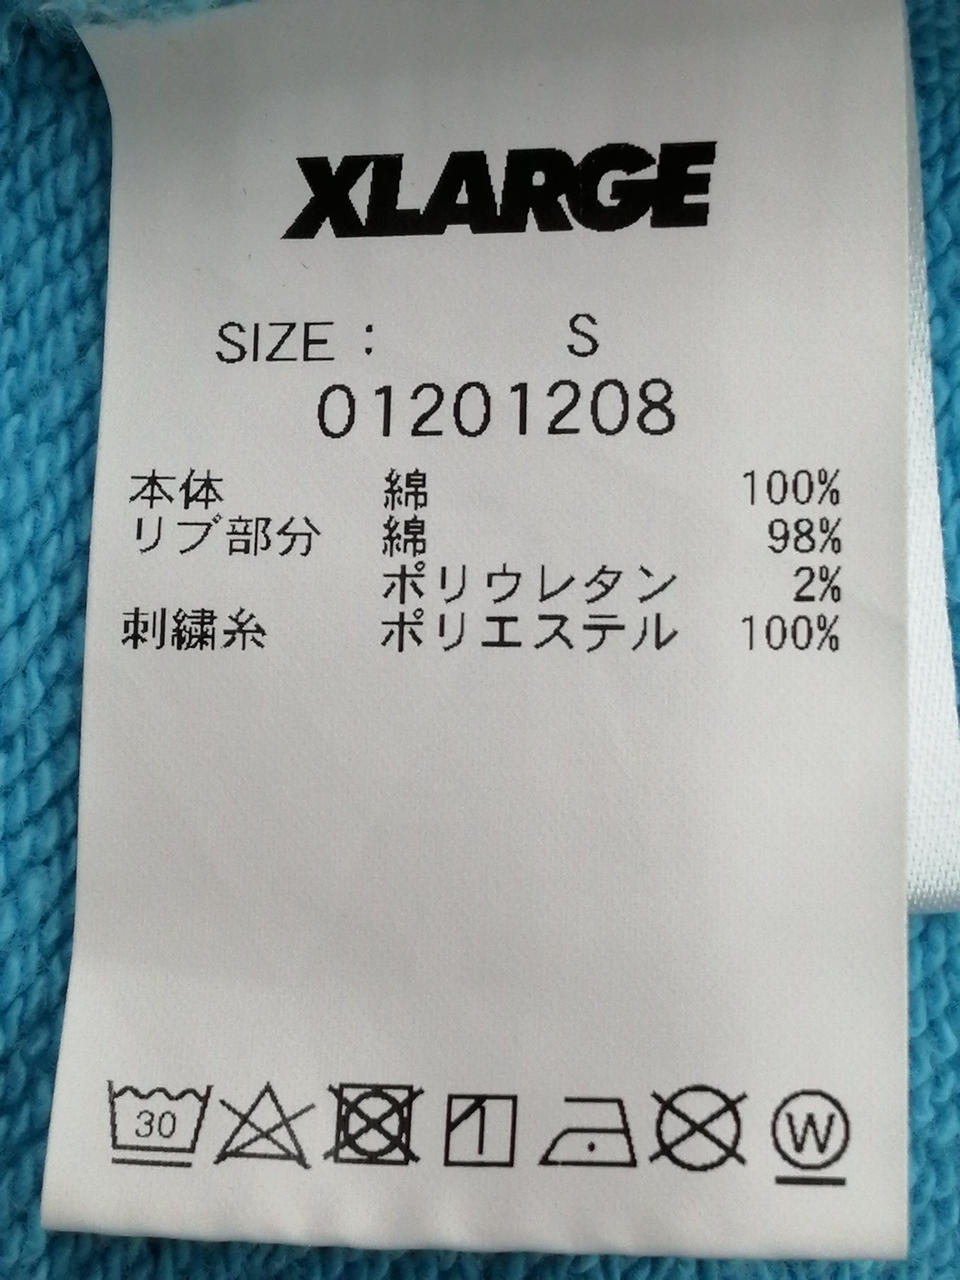 XLARGE
SIZE : S
01201208
本体 綿 100%
リブ部分 綿 98%
ポリウレタン 2%
刺繍糸 ポリエステル 100%
30 W